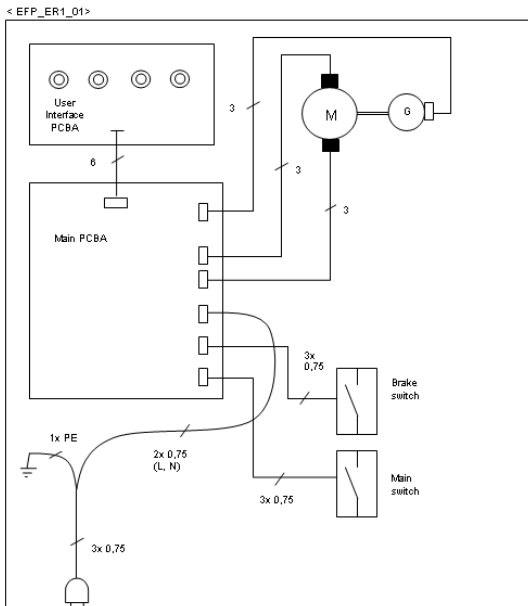 < EFP_ER1_01>
User
Interface
PCBA
6
Main PCBA
3
3
3
M
G
3x
0,75
Brake
switch
1x PE
2x 0,75
(L, N)
3x 0,75
Main
switch
3x 0,75